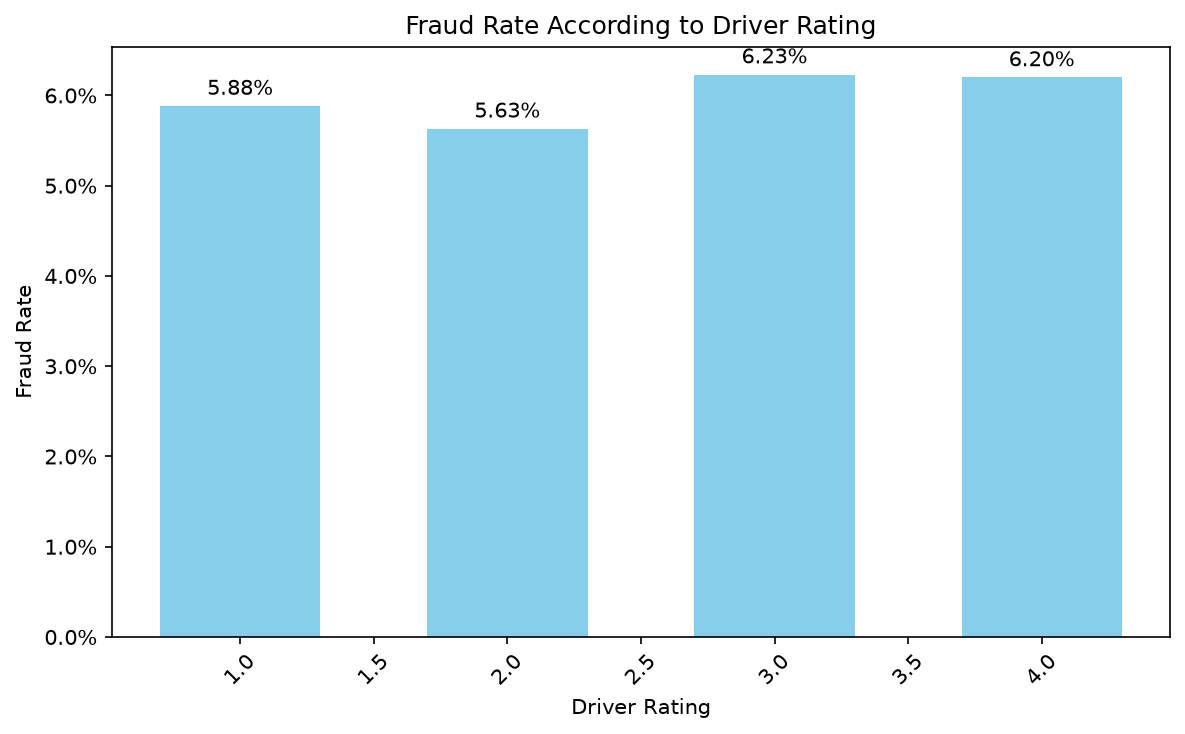 Fraud Rate According to Driver Rating
6.23%
6.20%
5.88%
5.63%
6.0%
5.0%
4.0%
3.0%
2.0%
1.0%
0.0%
Fraud Rate
1.0 1.5 2.0 2.5 3.0 3.5 4.0
Driver Rating